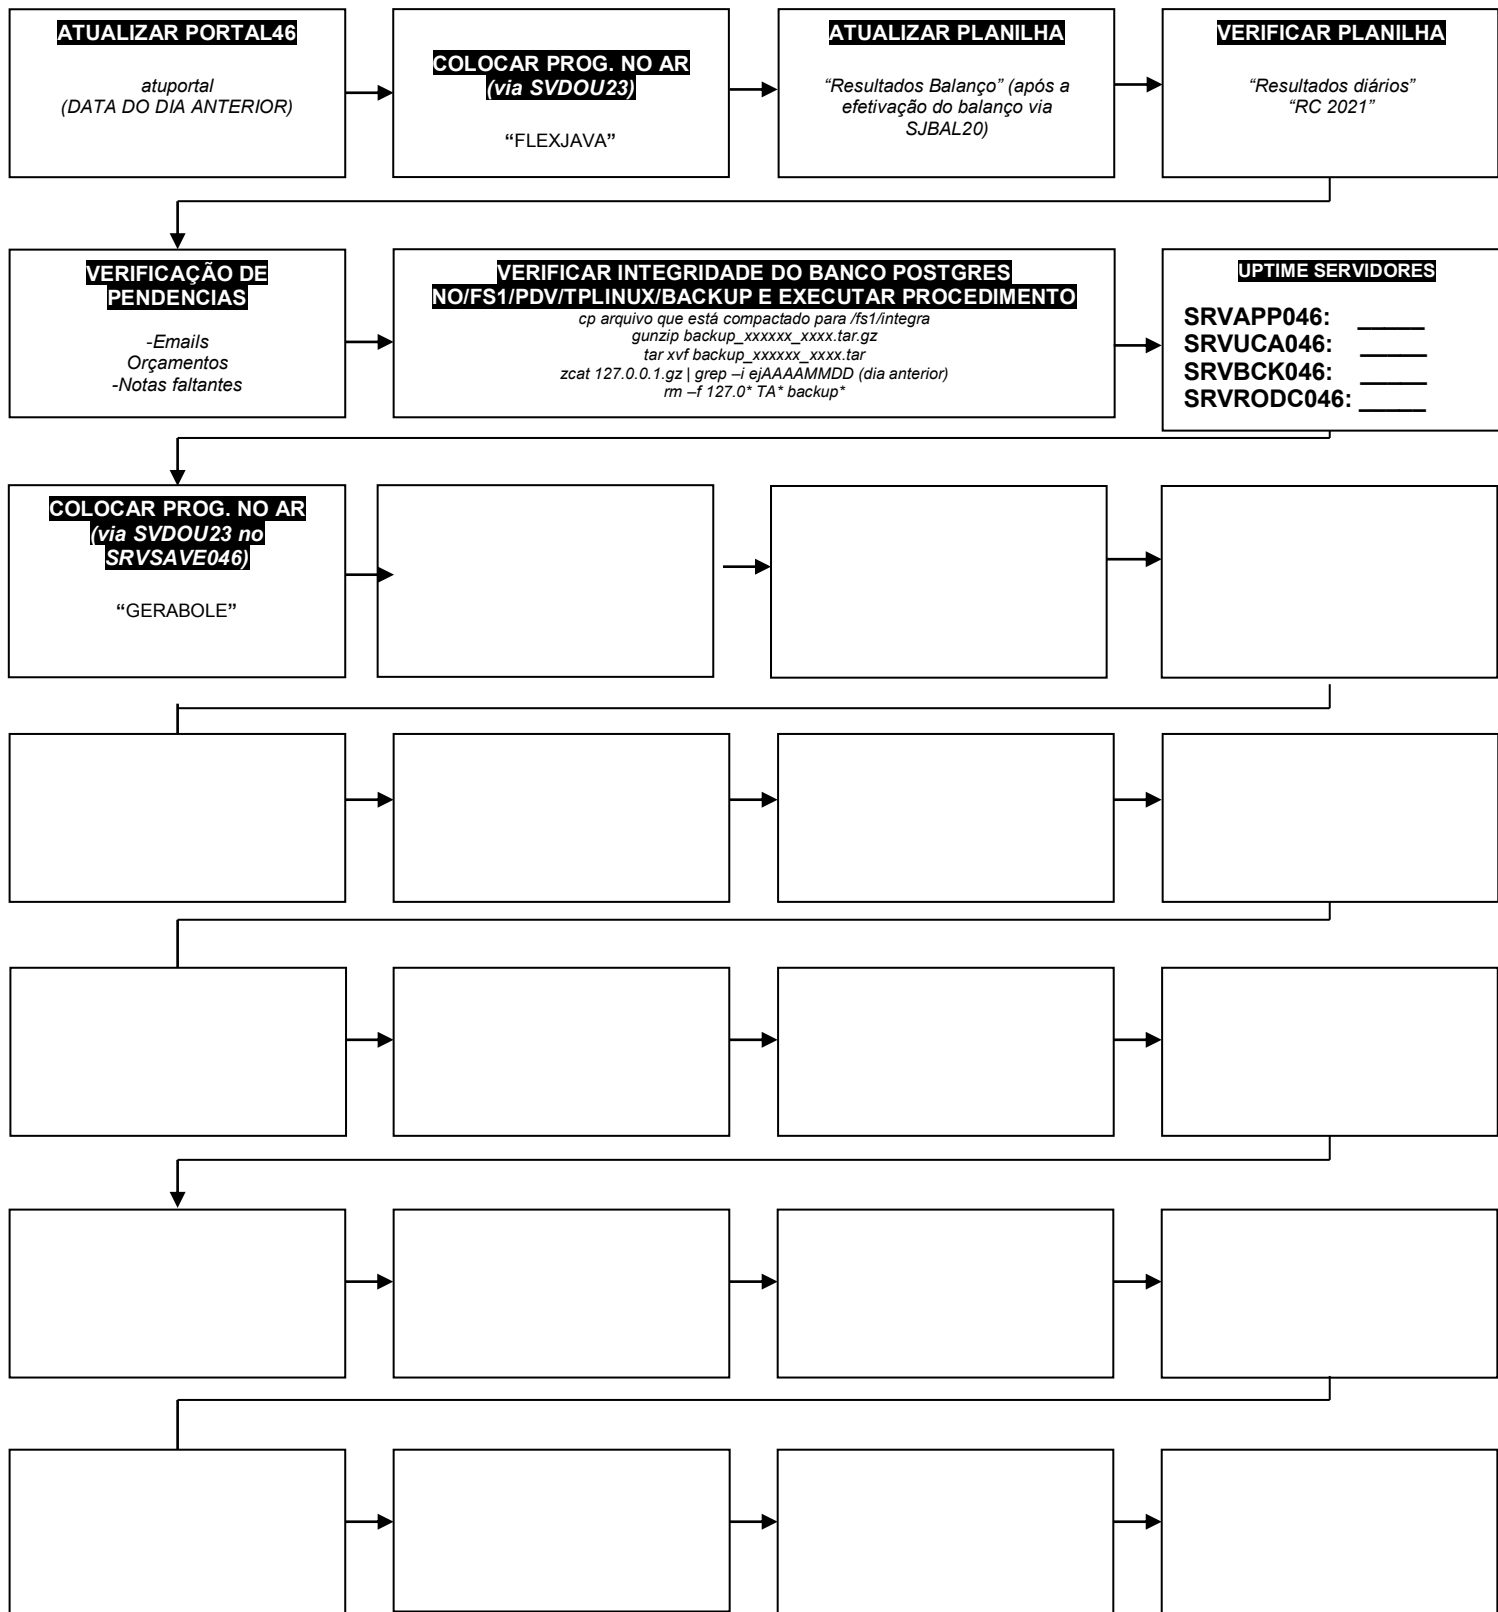 ATUALIZAR PORTAL46
atuportal
(DATA DO DIA ANTERIOR)
COLOCAR PROG. NO AR
(via SVDOU23)
“FLEXJAVA”
ATUALIZAR PLANILHA
“Resultados Balanço” (após a
efetivação do balanço via
SJBAL20)
VERIFICAR PLANILHA
“Resultados diários”
“RC 2021”
VERIFICAÇÃO DE
PENDENCIAS
-Emails
Orçamentos
-Notas faltantes
VERIFICAR INTEGRIDADE DO BANCO POSTGRES
NO/FS1/PDV/TPLINUX/BACKUP E EXECUTAR PROCEDIMENTO
cp arquivo que está compactado para /fs1/integra
gunzip backup_xxxxxx_xxxx.tar.gz
tar xvf backup_xxxxxx_xxxx.tar
zcat 127.0.0.1.gz | grep –i ejAAAAMMDD (dia anterior)
rm –f 127.0* TA* backup*
UPTIME SERVIDORES
SRVAPP046: _____
SRVUCA046: _____
SRVBCK046: _____
SRVRODC046: _____
COLOCAR PROG. NO AR
(via SVDOU23 no
SRVSAVE046)
“GERABOLE”